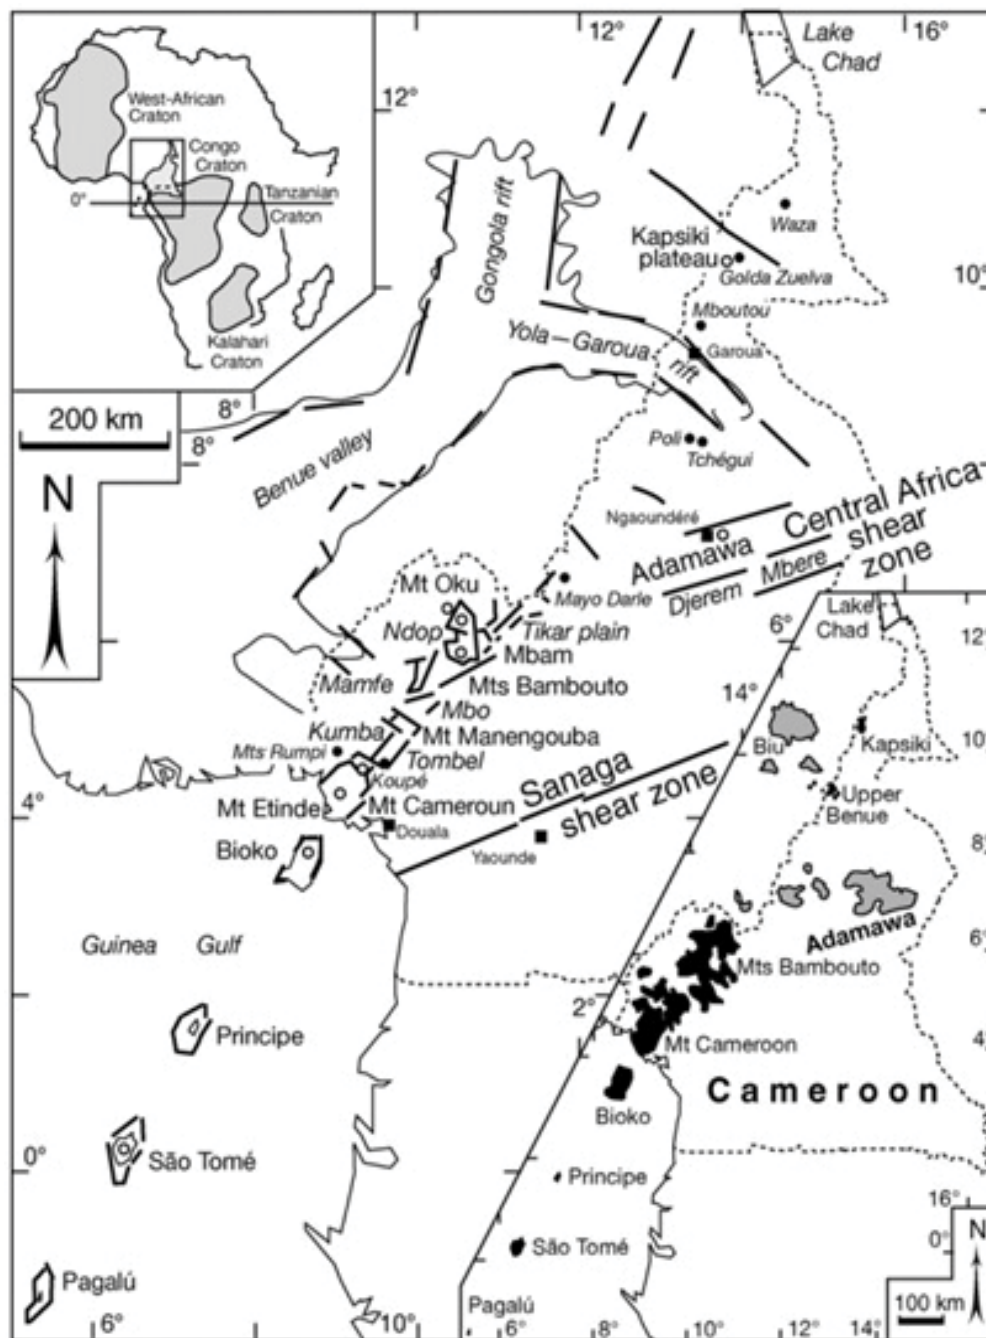 12°
16°
Lake
Chad
West-African
Craton
12°
Congo
Craton
0°
Tanzanian
Craton
Kalahari
Craton
Gongola rift
Waza
Kapsiki
plateau
Golda Zuelva
10°
Mboutou
Yola–Garoua
rift
Garoua
200 km
8°
8°
N
Benue valley
Poli
Tchégui
Ngaoundéré
Central Africa
shear
zone
Adamawa
Djerem
Mbere
Mt Oku
Mayo Darle
Ndop
Tikar plain
Mbam
Mamfe
Mts Bambouto
Mbo
Kumba
Mt Manengouba
Mts Rumpi
Tombel
Koupé
Mt Etinde
Mt Cameroun
4°
Douala
Sanaga
shear zone
Yaounde
Bioko
Guinea Gulf
Principe
0°
São Tomé
Pagalú
6°
10°
Lake
Chad
6°
12°
14°
Biu
Kapsiki
10°
Upper
Benue
8°
Adamawa
6°
Mts Bambouto
2°
4°
Mt Cameroon
Cameroon
Bioko
Principe
16°
0°
N
São Tomé
100 km
Pagalú
6°
8°
10°
12°
14°